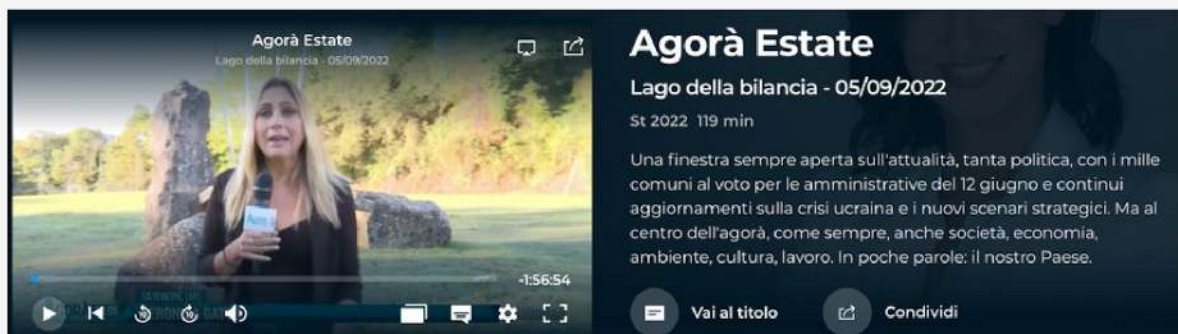 Agorà Estate
Lago della bilancia - 05/09/2022
-1:56:54
10
10
Agorà Estate
Lago della bilancia - 05/09/2022
St 2022 119 min
Una finestra sempre aperta sull'attualità, tanta politica, con i mille
comuni al voto per le amministrative del 12 giugno e continui
aggiornamenti sulla crisi ucraina e i nuovi scenari strategici. Ma al
centro dell'agorà, come sempre, anche società, economia,
ambiente, cultura, lavoro. In poche parole: il nostro Paese.
Vai al titolo
Condividi